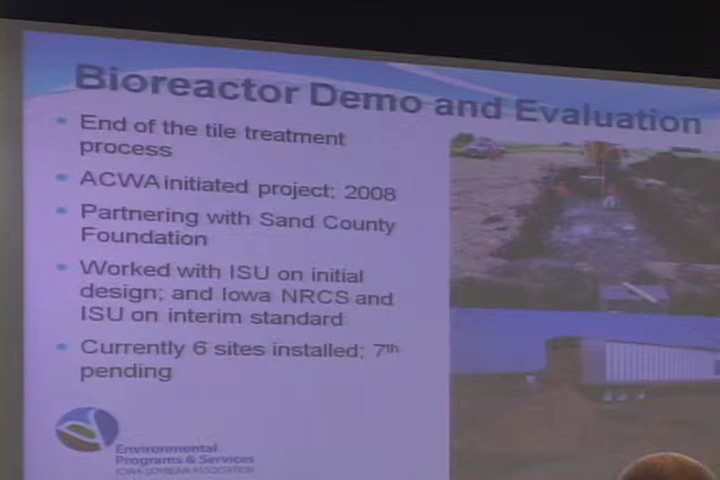 Bioreactor Demo and Evaluation
End of the tile treatment
process
ACWA initiated project; 2008
Partnering with Sand County
Foundation
Worked with ISU on initial
design; and Iowa NRCS and
ISU on interim standard
Currently 6 sites installed; 7th
pending
Environmental
Programs & Services
IOWA SOYBEAN ASSOCIATION